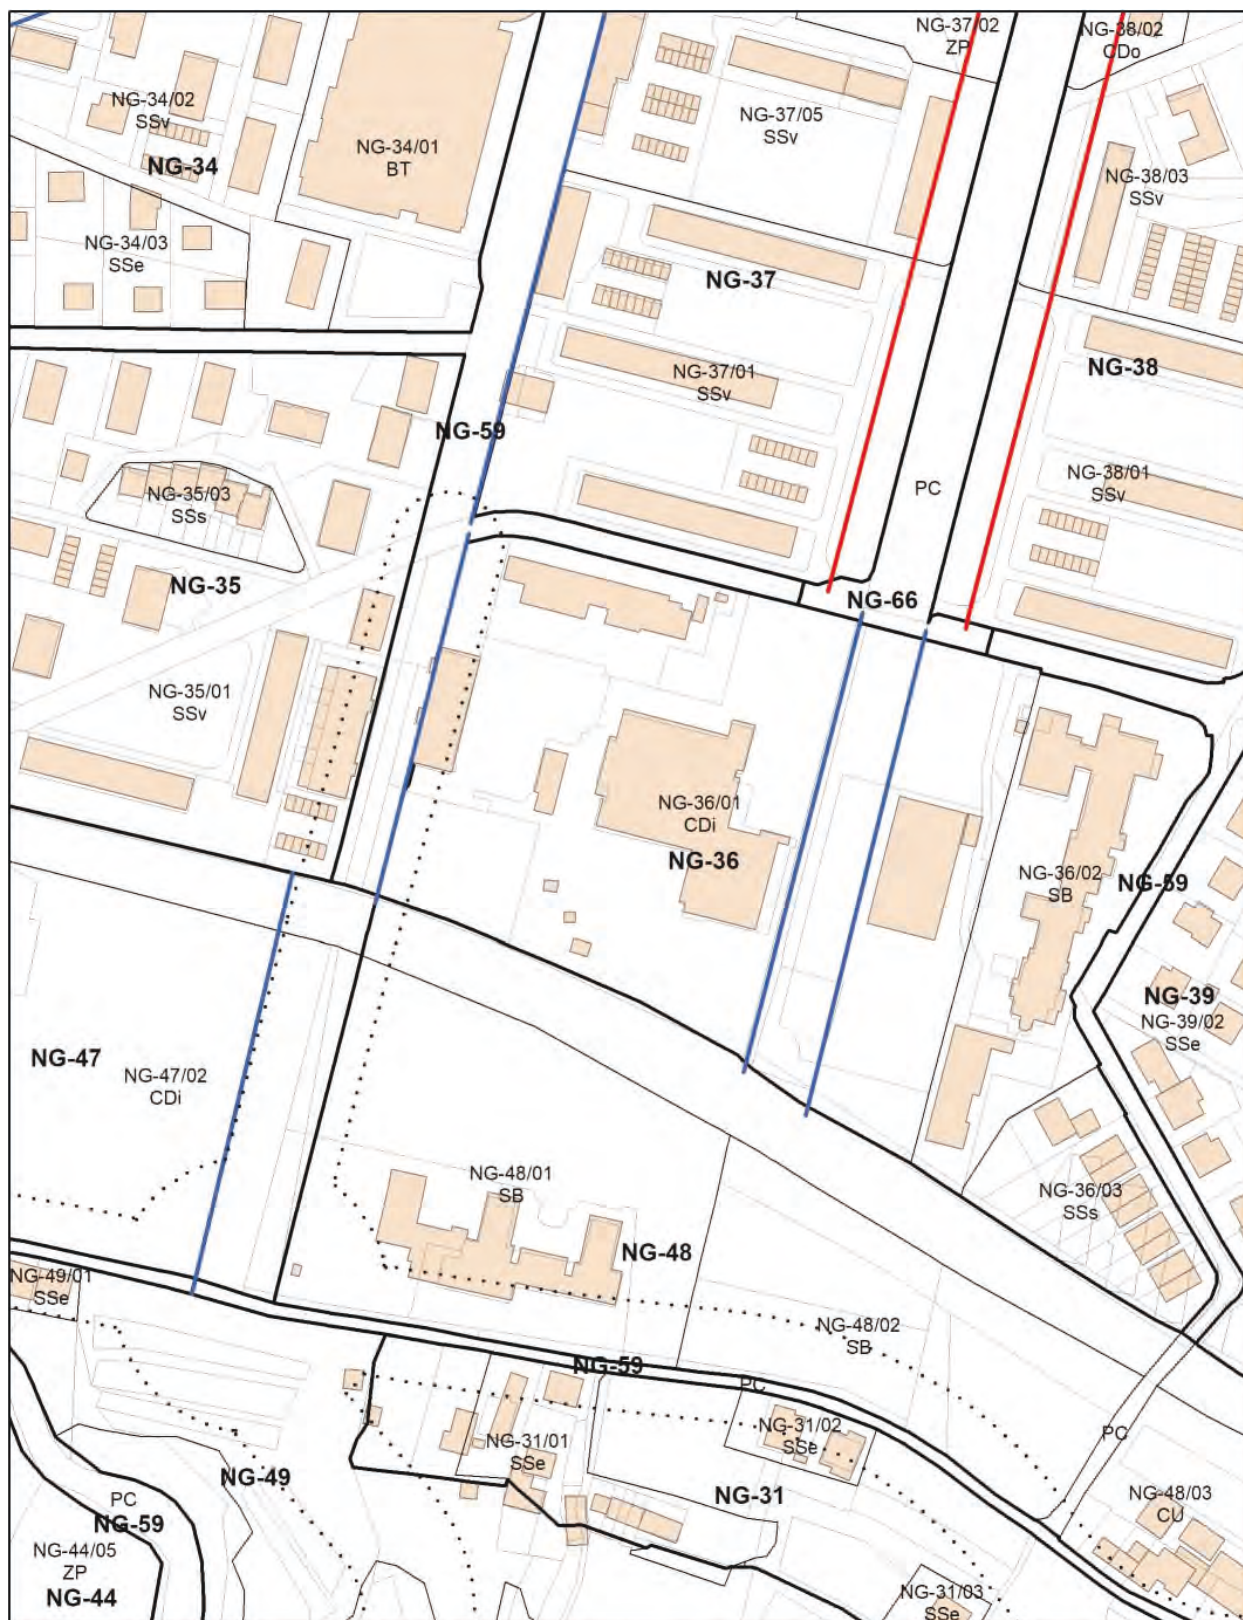 NG-37/02
ZP
NG-38/02
CDo
NG-34/02
SSv
NG-34
NG-34/01
BT
NG-37/05
SSv
NG-38/03
SSv
NG-34/03
SSe
NG-37
NG-37/01
SSv
NG-38
NG-59
NG-38/01
SSv
PC
NG-35/03
SSs
NG-35
NG-66
NG-35/01
SSv
NG-36/01
CDi
NG-36
NG-36/02
SB
NG-59
NG-39
NG-39/02
SSe
NG-47
NG-47/02
CDi
NG-48/01
SB
NG-36/03
SSs
NG-48
NG-49/01
SSe
NG-48/02
SB
NG-59
PC
NG-31/02
SSe
PC
NG-31/01
SSe
NG-49
NG-31
NG-48/03
CU
PC
NG-59
NG-44/05
ZP
NG-44
NG-31/03
SSe